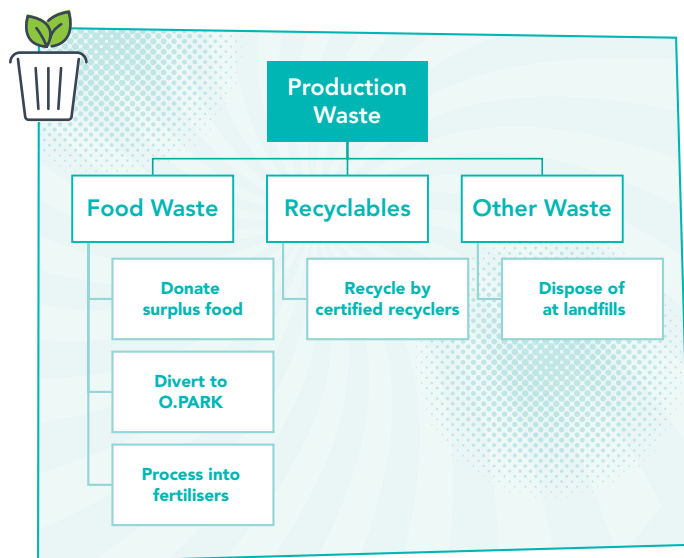 Production
Waste
Food Waste
Recyclables
Other Waste
Donate
surplus food
Recycle by
certified recyclers
Dispose of
at landfills
Divert to
O.PARK
Process into
fertilisers